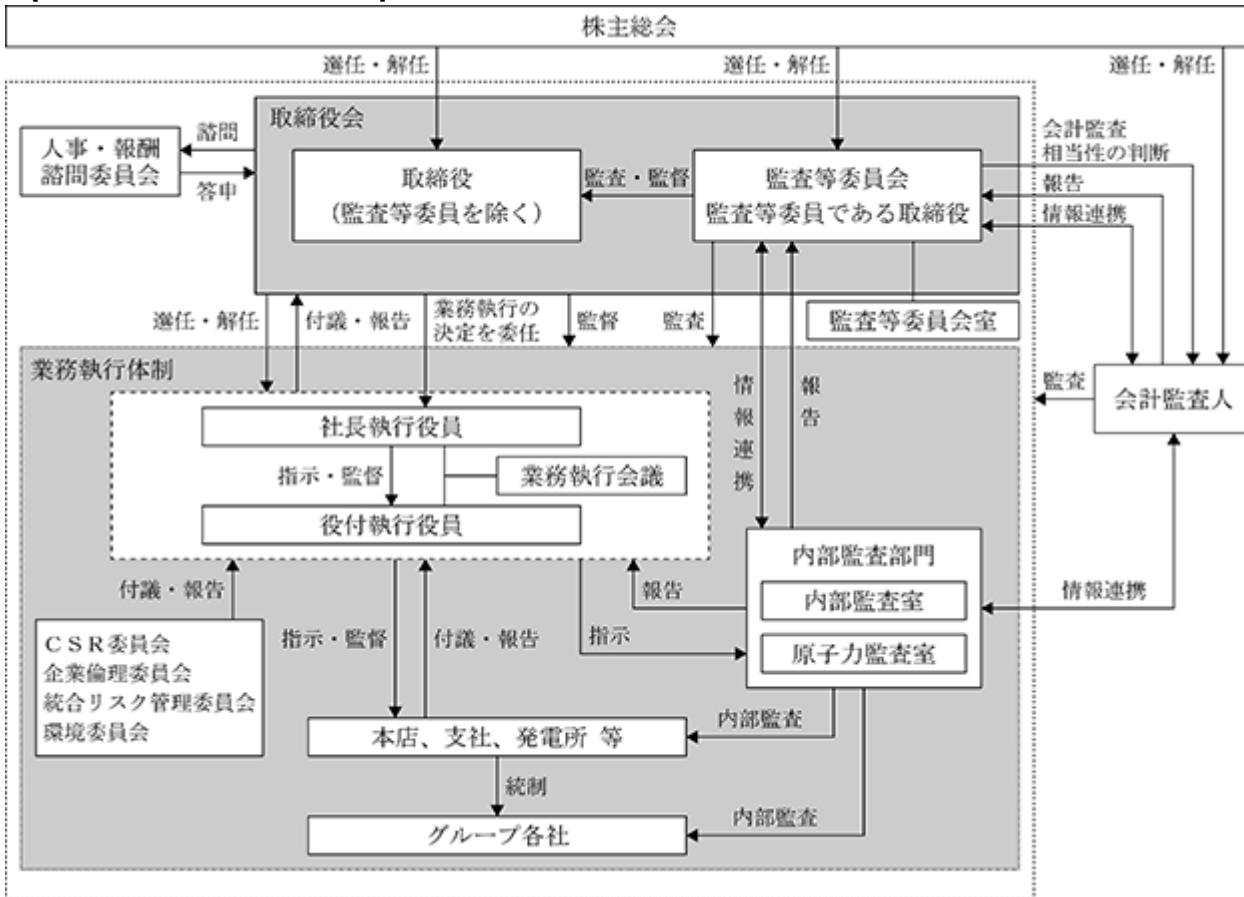 株主総会
選任・解任
選任・解任
選任・解任
取締役会
人事・報酬
諮問委員会
諮問
答申
取締役
（監査等委員を除く）
監査・監督
監査等委員会
監査等委員である取締役
会計監査
相当性の判断
報告
情報連携
選任・解任
付議・報告
業務執行の
決定を委任
監督
監査
監査等委員会室
業務執行体制
社長執行役員
指示・監督
業務執行会議
役付執行役員
情報連携
報告
監査
会計監査人
付議・報告
ＣＳＲ委員会
企業倫理委員会
統合リスク管理委員会
環境委員会
指示・監督
付議・報告
報告
指示
内部監査部門
内部監査室
原子力監査室
情報連携
本店、支社、発電所 等
内部監査
統制
グループ各社
内部監査